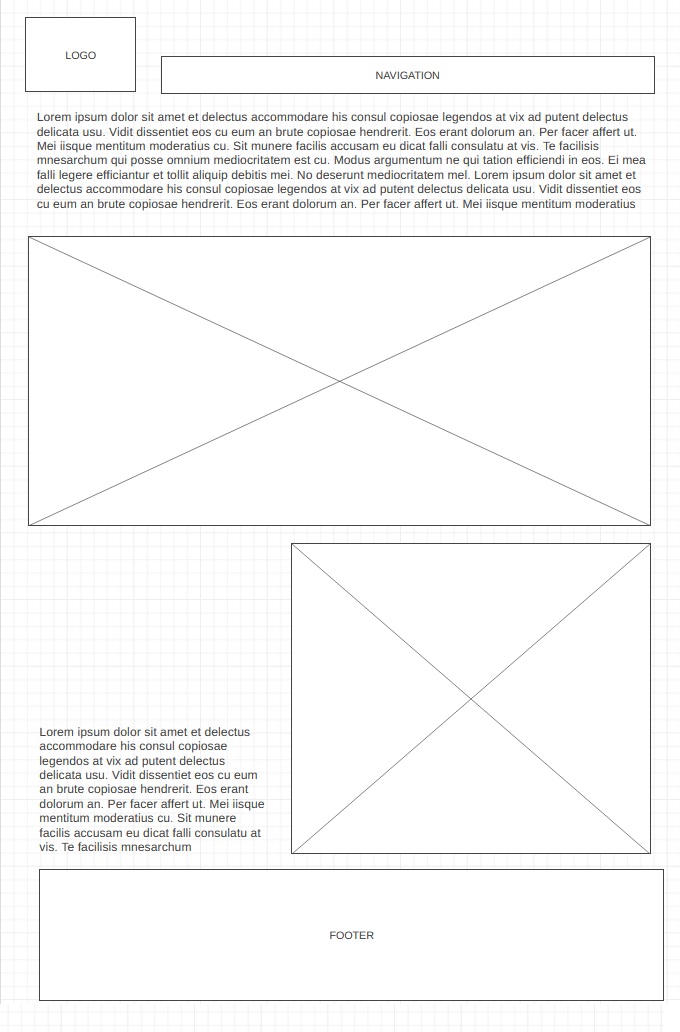 LOGO
NAVIGATION
Lorem ipsum dolor sit amet et delectus accommodare his consul copiosae legendos at vix ad putent delectus
delicata usu. Vidit dissentiet eos cu eum an brute copiosae hendrerit. Eos erant dolorum an. Per facer affert ut.
Mei iisque mentitum moderatius cu. Sit munere facilis accusam eu dicat falli consulatu at vis. Te facilisis
mnesarchum qui posse omnium mediocritatem est cu. Modus argumentum ne qui tation efficiendi in eos. Ei mea
falli legere efficiantur et tollit aliquip debitis mei. No deserunt mediocritatem mel. Lorem ipsum dolor sit amet et
delectus accommodare his consul copiosae legendos at vix ad putent delectus delicata usu. Vidit dissentiet eos
cu eum an brute copiosae hendrerit. Eos erant dolorum an. Per facer affert ut. Mei iisque mentitum moderatius
Lorem ipsum dolor sit amet et delectus
accommodare his consul copiosae
legendos at vix ad putent delectus
delicata usu. Vidit dissentiet eos cu eum
an brute copiosae hendrerit. Eos erant
dolorum an. Per facer affert ut. Mei iisque
mentitum moderatius cu. Sit munere
facilis accusam eu dicat falli consulatu at
vis. Te facilisis mnesarchum
FOOTER